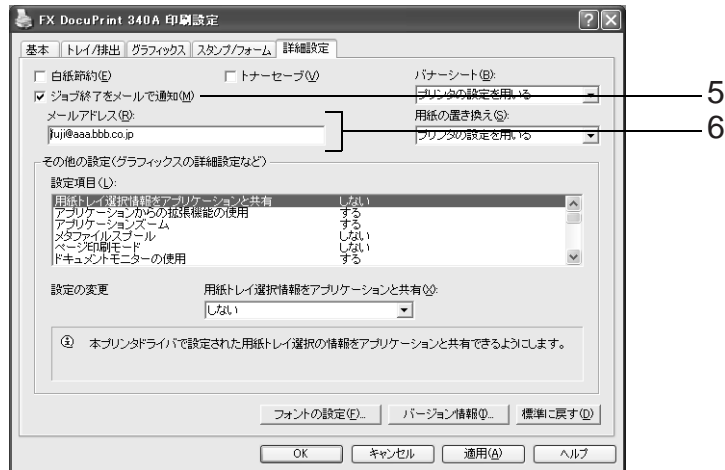 FX DocuPrint 340A 印刷設定
基本 トレイ/排出 グラフィックス スタンプ/フォーム 詳細設定
白紙節約(E) トナーセーブ(V) バナーシート(B):
ジョブ終了をメールで通知(M) プリンタの設定を用いる 5
メールアドレス(R): 用紙の置き換え(S): 6
fuji@aaa.bbb.co.jp プリンタの設定を用いる
その他の設定(グラフィックスの詳細設定など)
設定項目(L):
用紙トレイ選択情報をアプリケーションと共有 しない
アプリケーションからの拡張機能の使用 する
アプリケーションズーム する
メタファイルスプール しない
ページ印刷モード しない
ドキュメントモニターの使用 する
設定の変更 用紙トレイ選択情報をアプリケーションと共有(X):
しない
本プリンタドライバで設定された用紙トレイ選択の情報をアプリケーションと共有できるようにします。
フォントの設定(F)... バージョン情報(I)... 標準に戻す(D)
OK キャンセル 適用(A) ヘルプ